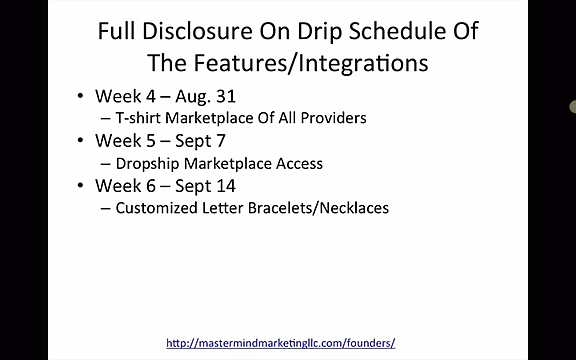 Full Disclosure On Drip Schedule Of
The Features/Integrations
• Week 4 – Aug. 31
– T-shirt Marketplace Of All Providers
• Week 5 – Sept 7
– Dropship Marketplace Access
• Week 6 – Sept 14
– Customized Letter Bracelets/Necklaces
http://mastermindmarketingllc.com/founders/